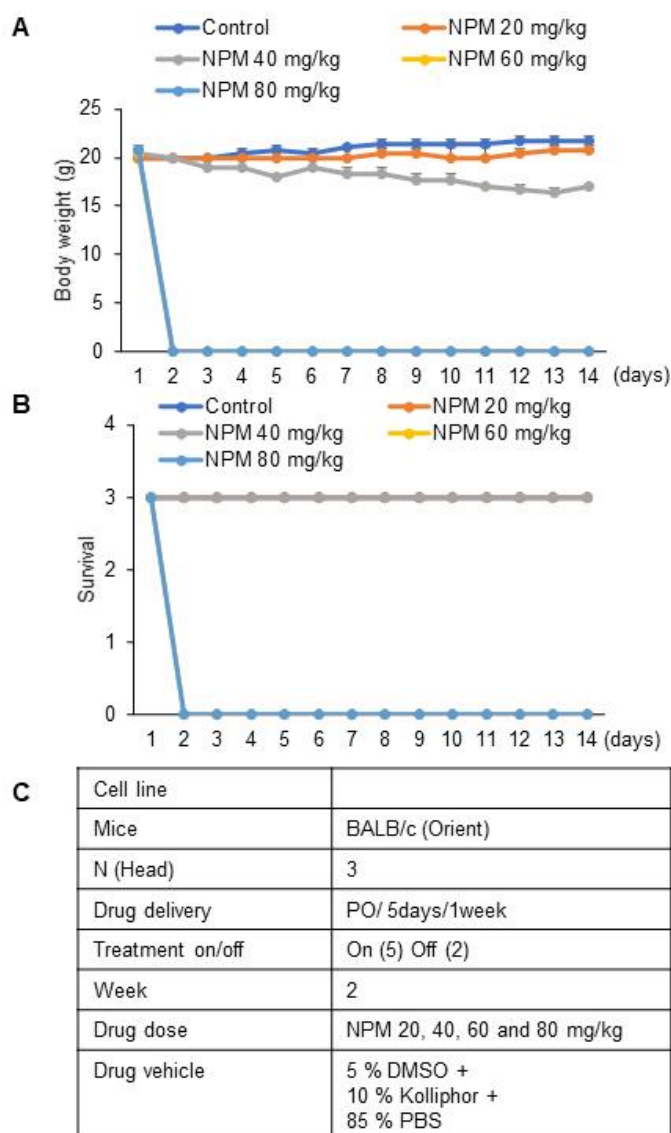 A
Control NPM 20 mg/kg
NPM 40 mg/kg NPM 60 mg/kg
NPM 80 mg/kg
25
20
15
10
5
0
Body weight (g)
1 2 3 4 5 6 7 8 9 10 11 12 13 14 (days)
B
Control NPM 20 mg/kg
NPM 40 mg/kg NPM 60 mg/kg
NPM 80 mg/kg
4
3
2
1
0
Survival
1 2 3 4 5 6 7 8 9 10 11 12 13 14 (days)
C
Cell line
Mice BALB/c (Orient)
N (Head) 3
Drug delivery PO/ 5days/1week
Treatment on/off On (5) Off (2)
Week 2
Drug dose NPM 20, 40, 60 and 80 mg/kg
Drug vehicle 5 % DMSO +
10 % Kolliphor +
85 % PBS